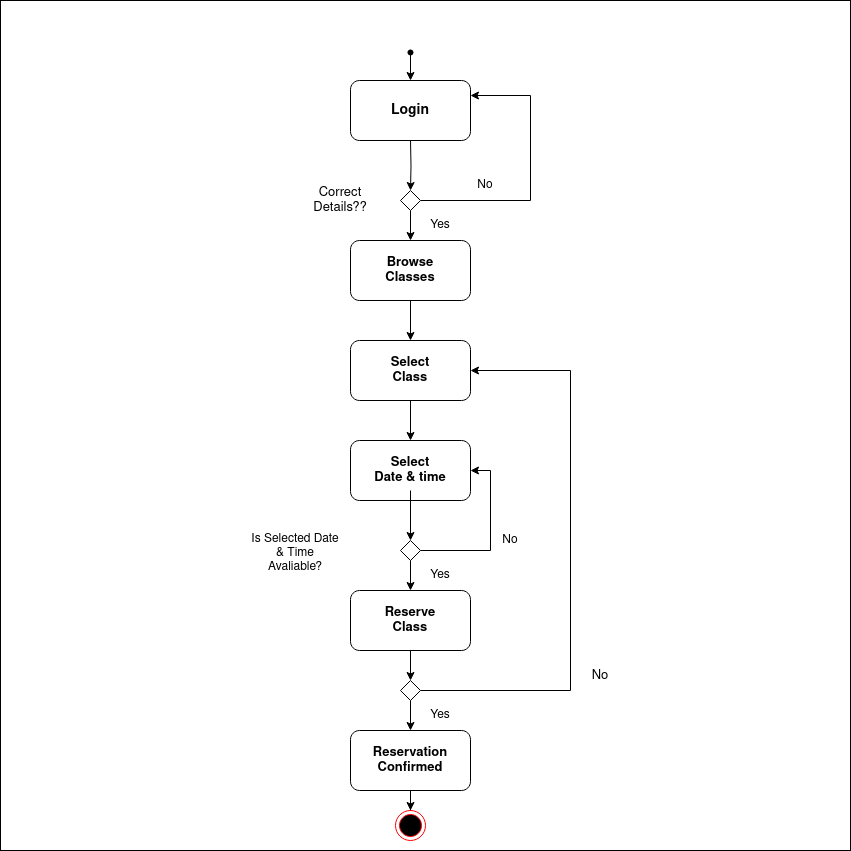 Login
No
Correct
Details??
Yes
Browse
Classes
Select
Class
Select
Date & time
Is Selected Date
& Time
Avaliable?
No
Yes
Reserve
Class
No
Yes
Reservation
Confirmed